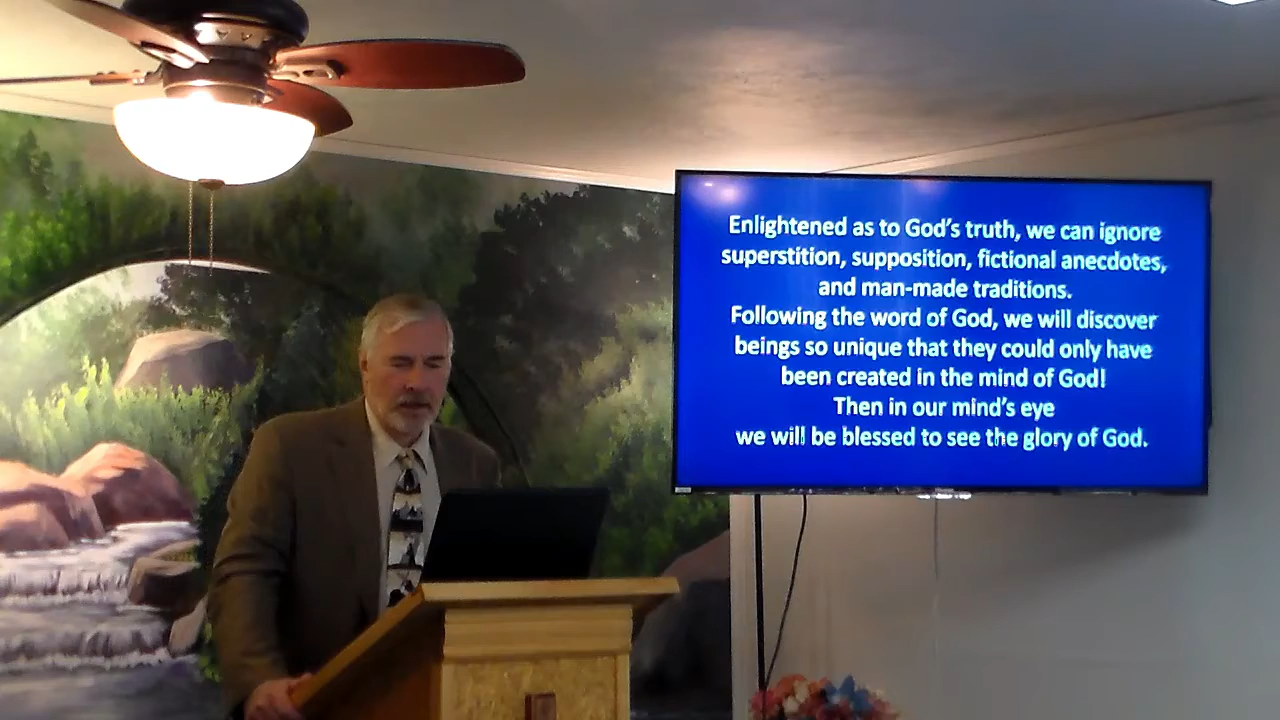 Enlightened as to God's truth, we can ignore
superstition, supposition, fictional anecdotes,
and man-made traditions.
Following the word of God, we will discover
beings so unique that they could only have
been created in the mind of God!
Then in our mind's eye
we will be blessed to see the glory of God.